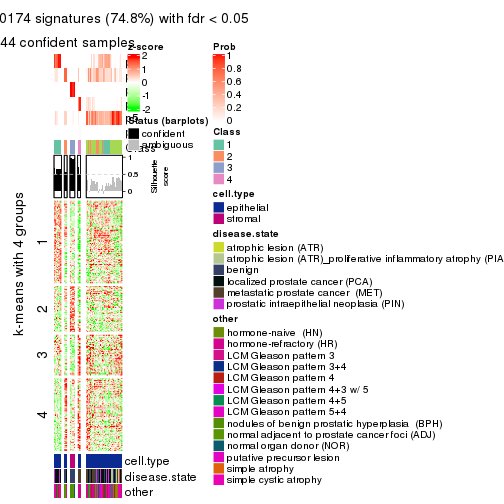 0174 signatures (74.8%) with fdr < 0.05
44 confident samples
z-score
2
1
0
-1
-2
Status (barplots)
confident
ambiguous
Class
1
0.5
0
Silhouette
score
k-means with 4 groups
1
2
3
4
cell.type
disease.state
other
Prob
1
0.8
0.6
0.4
0.2
0
Class
1
2
3
4
cell.type
epithelial
stromal
disease.state
atrophic lesion (ATR)
atrophic lesion (ATR)_proliferative inflammatory atrophy (PIA
benign
localized prostate cancer (PCA)
metastatic prostate cancer (MET)
prostatic intraepithelial neoplasia (PIN)
other
hormone-naive (HN)
hormone-refractory (HR)
LCM Gleason pattern 3
LCM Gleason pattern 3+4
LCM Gleason pattern 4
LCM Gleason pattern 4+3 w/ 5
LCM Gleason pattern 4+5
LCM Gleason pattern 5+4
nodules of benign prostatic hyperplasia (BPH)
normal adjacent to prostate cancer foci (ADJ)
normal organ donor (NOR)
putative precursor lesion
simple atrophy
simple cystic atrophy